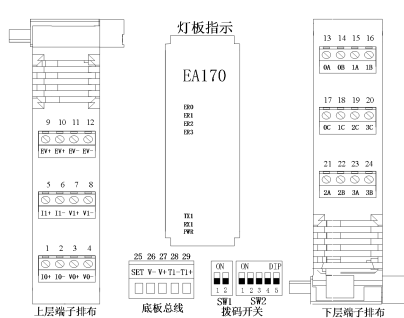 灯板指示
EA170
ER0
ER1
ER2
ER3
TX1
RX1
PWR
9 10 11 12
EV+ EV+ EV- EV-
5 6 7 8
I1+ I1- V1+ V1-
1 2 3 4
I0+ I0- V0+ V0-
上层端子排布
25 26 27 28 29
SET V- V+ T1- T1+
底板总线
ON
1 2
SW1
ON DIP
1 2 3 4 5
SW2
拨码开关
13 14 15 16
0A 0B 1A 1B
17 18 19 20
0C 1C 2C 3C
21 22 23 24
2A 2B 3A 3B
下层端子排布